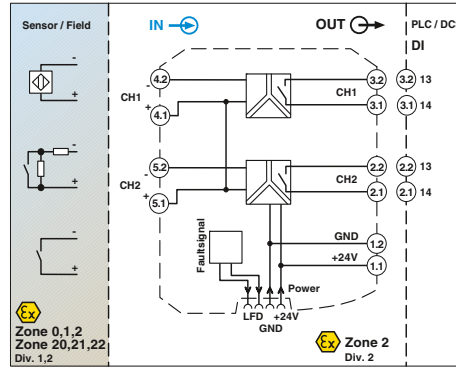 Sensor / Field
IN
OUT
PLC / DC
DI
-
+
-
+
-
+
4.2
-
CH1
+
4.1
5.2
-
CH2
+
5.1
3.2
CH1
3.1
2.2
CH2
2.1
3.2 13
3.1 14
2.2 13
2.1 14
GND
1.2
+24V
1.1
Faultsignal
Power
LFD
+24V
GND
Ex
Zone 0,1,2
Zone 20,21,22
Div. 1,2
Ex
Zone 2
Div. 2